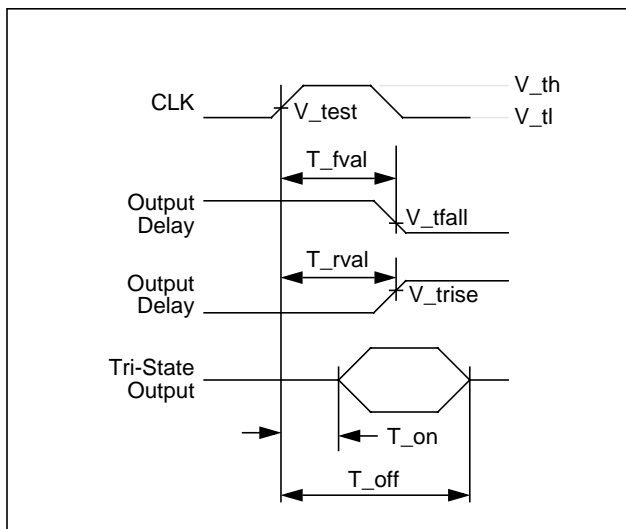 V_th
CLK
V_test
V_tl
T_fval
Output
Delay
V_tfall
T_rval
Output
Delay
V_trise
Tri-State
Output
T_on
T_off